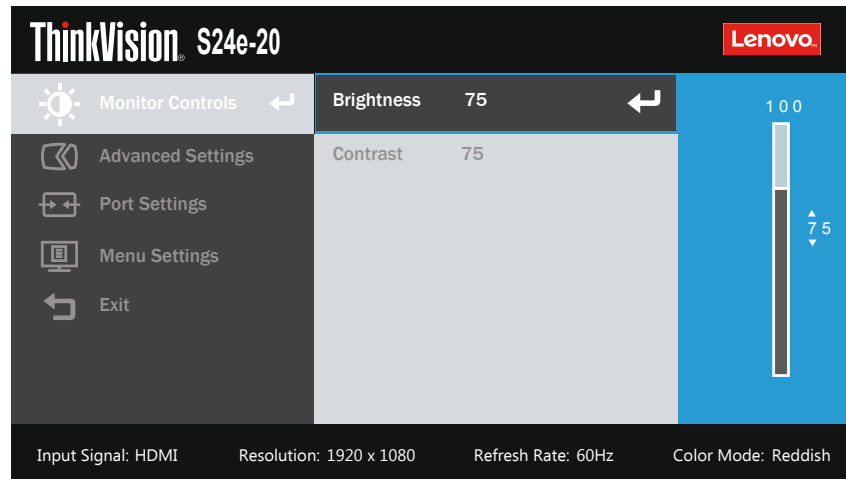 ThinkVision® S24e-20 Lenovo™
Monitor Controls Brightness 75 100
Advanced Settings Contrast 75
Port Settings 75
Menu Settings
Exit
Input Signal: HDMI Resolution: 1920 x 1080 Refresh Rate: 60Hz Color Mode: Reddish